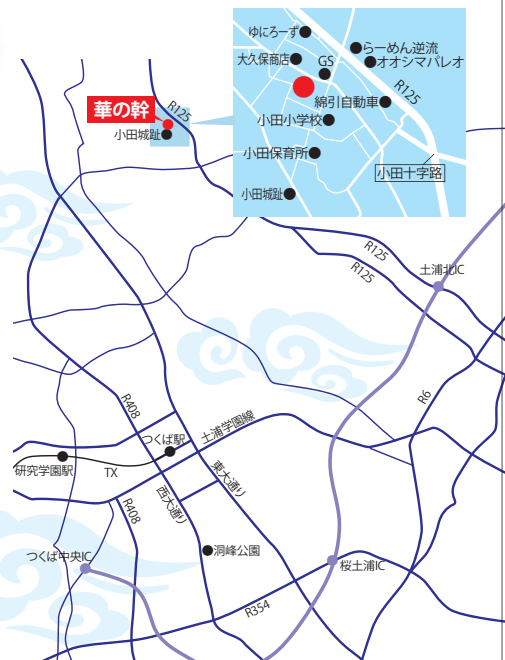 ゆにろーず
らーめん逆流
大久保商店
GS
オオシマパレオ
R125
綿引自動車
小田小学校
小田保育所
小田十字路
小田城趾
華の幹
R125
小田城趾
R125
R125
土浦北IC
R6
R408
土浦学園線
つくば駅
研究学園駅
TX
東大通り
西大通り
R408
洞峰公園
つくば中央IC
桜土浦IC
R354